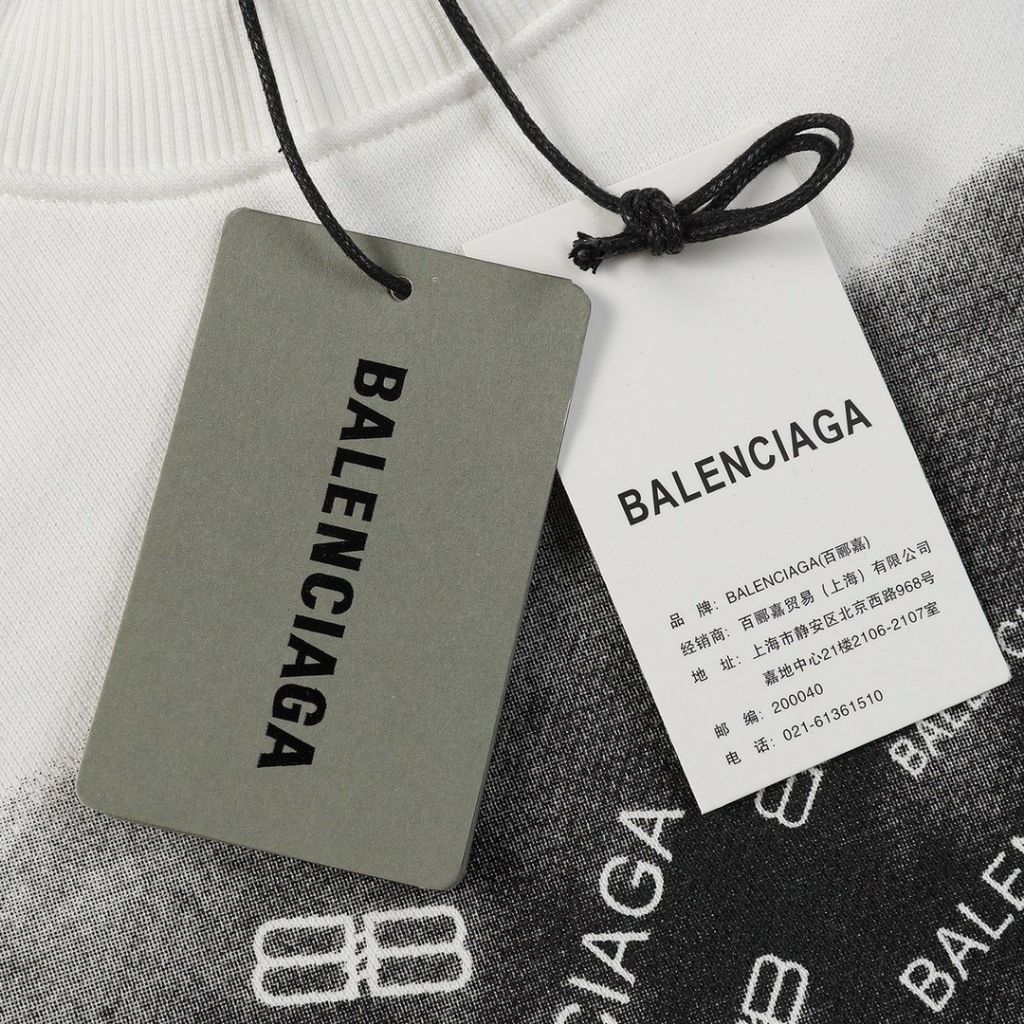 BALENCIAGA
BALENCIAGA
品 牌: BALENCIAGA(百郦嘉)
经销商: 百郦嘉贸易（上海）有限公司
地 址: 上海市静安区北京西路968号
嘉地中心21楼2106-2107室
邮 编: 200040
电 话: 021-61361510
BALENC
CIAGA
BALEN